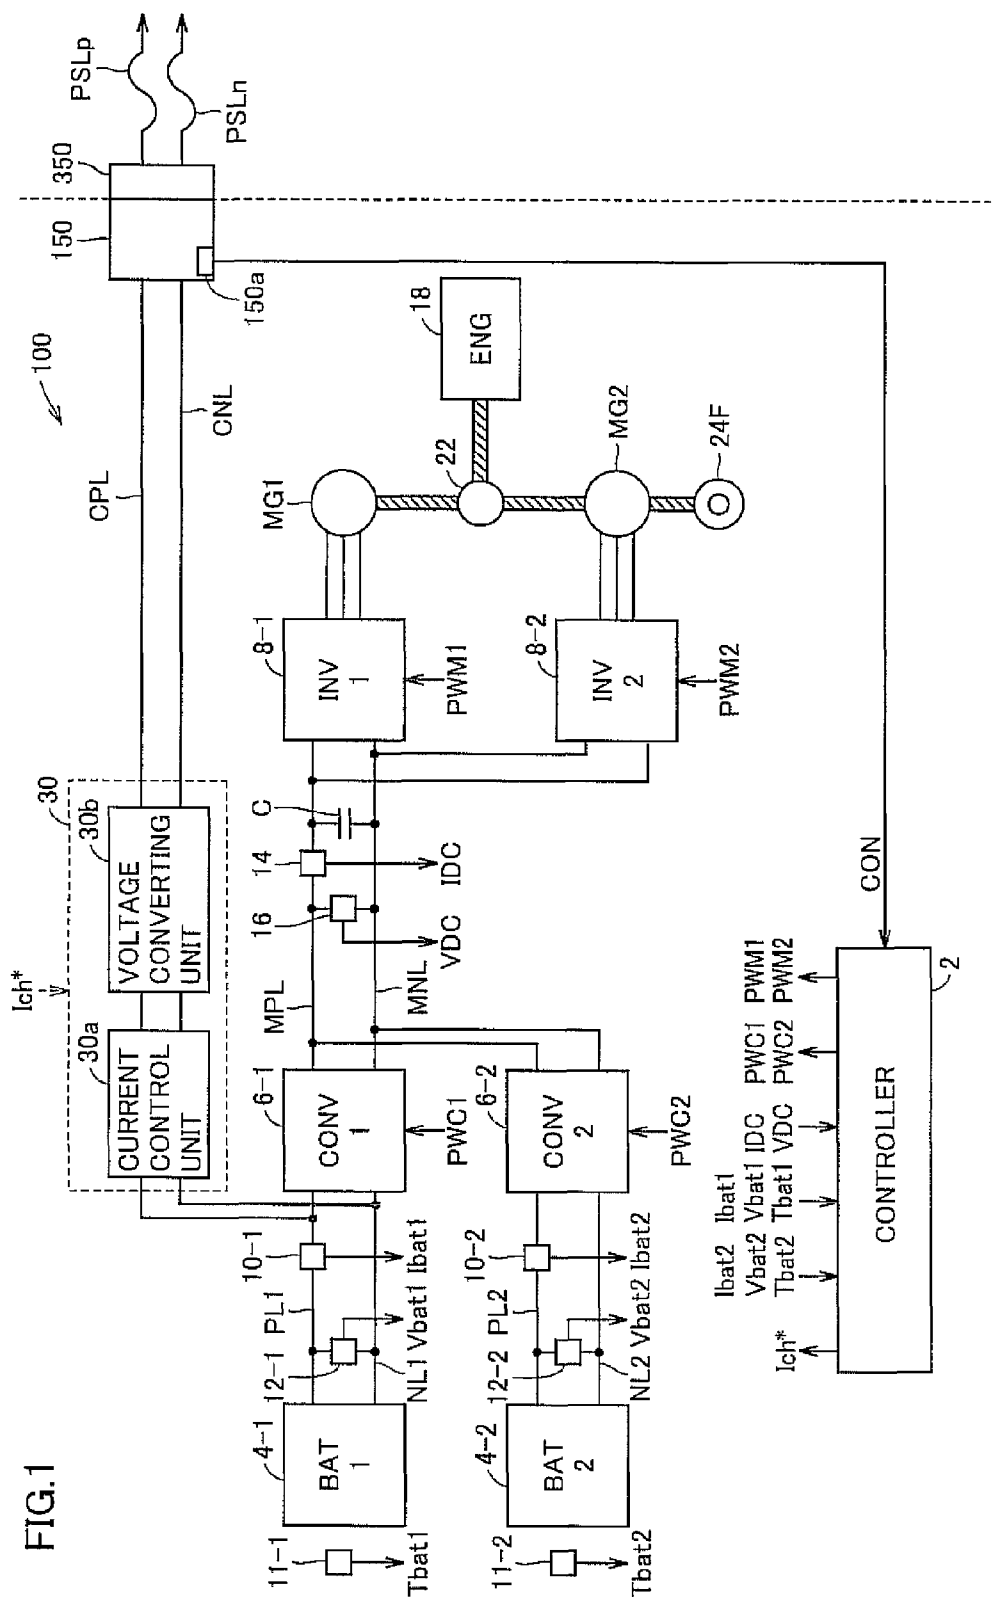 FIG.1
100
PSLp
PSLn
350
150
150a
CPL
CNL
30
30b
VOLTAGE
CONVERTING
UNIT
Ich*
30a
CURRENT
CONTROL
UNIT
18
ENG
MG1
22
MG2
24F
8-1
INV
1
PWM1
8-2
INV
2
PWM2
C
14
IDC
16
VDC
MPL
MNL
6-1
CONV
1
PWC1
6-2
CONV
2
PWC2
10-1
Ibat1
PL1
12-1
Vbat1
NL1
10-2
Ibat2
PL2
12-2
Vbat2
NL2
4-1
BAT
1
4-2
BAT
2
11-1
Tbat1
11-2
Tbat2
CON
2
CONTROLLER
Ich*
Ibat2
Vbat2
Tbat2
Ibat1
Vbat1
Tbat1
IDC
VDC
PWC1
PWC2
PWM1
PWM2